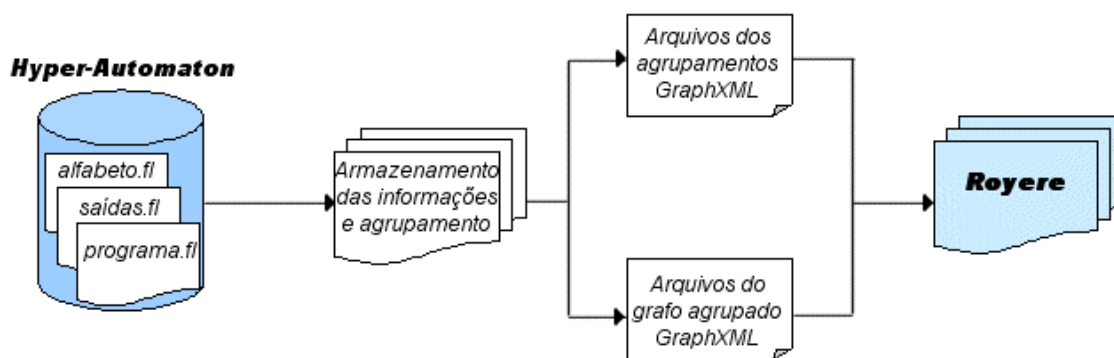 Hyper-Automaton
alfabeto.fl
saídas.fl
programa.fl
Armazenamento
das informações
e agrupamento
Arquivos dos
agrupamentos
GraphXML
Arquivos do
grafo agrupado
GraphXML
Royere